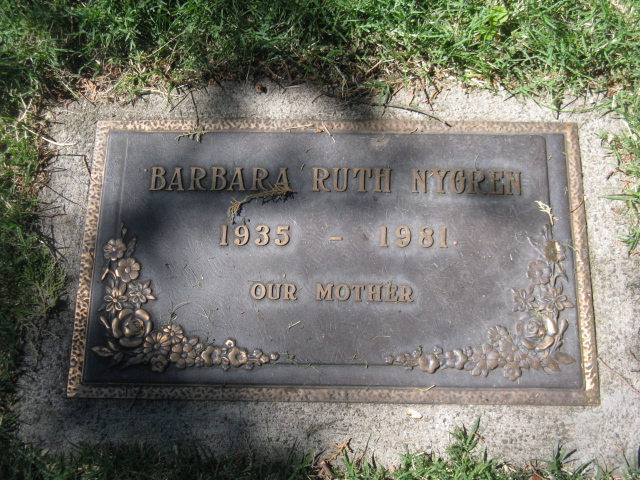 BARBARA RUTH NYGREN
1935 - 1981
OUR MOTHER